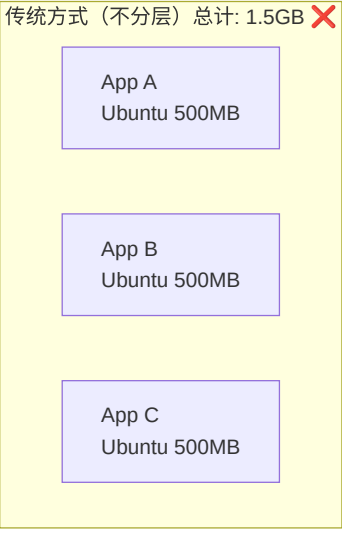 传统方式（不分层）总计: 1.5GB ❌
App A
Ubuntu 500MB
App B
Ubuntu 500MB
App C
Ubuntu 500MB